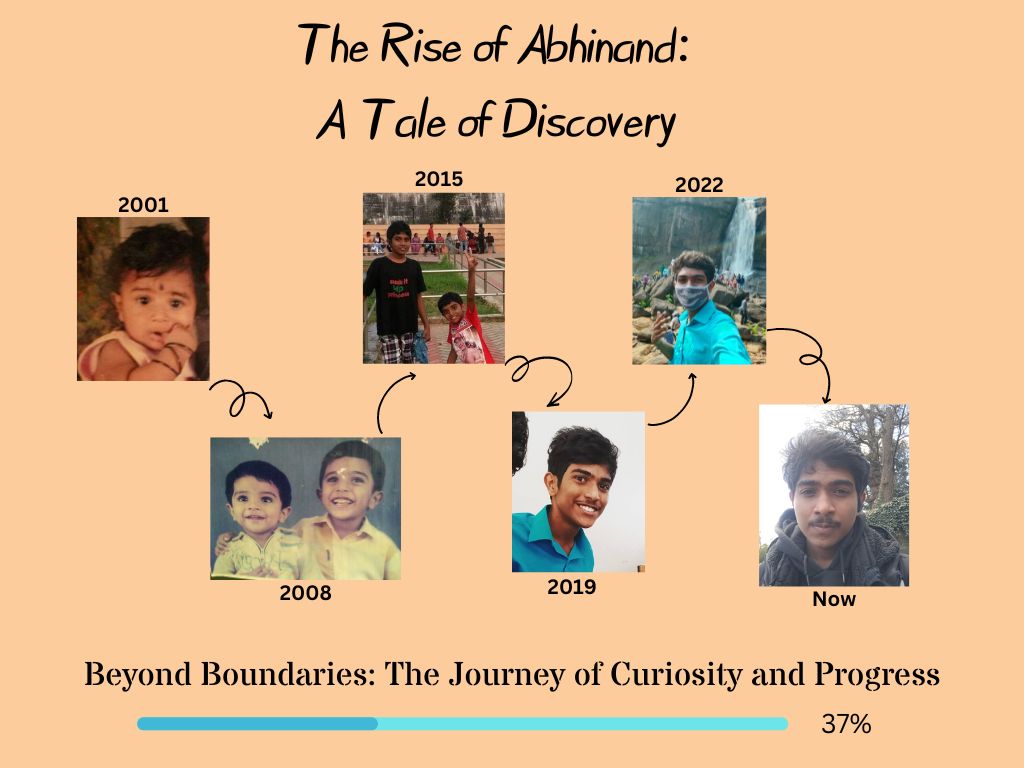 The Rise of Abhinand:
A Tale of Discovery
2001
2015
2022
2008
2019
Now
Beyond Boundaries: The Journey of Curiosity and Progress
37%